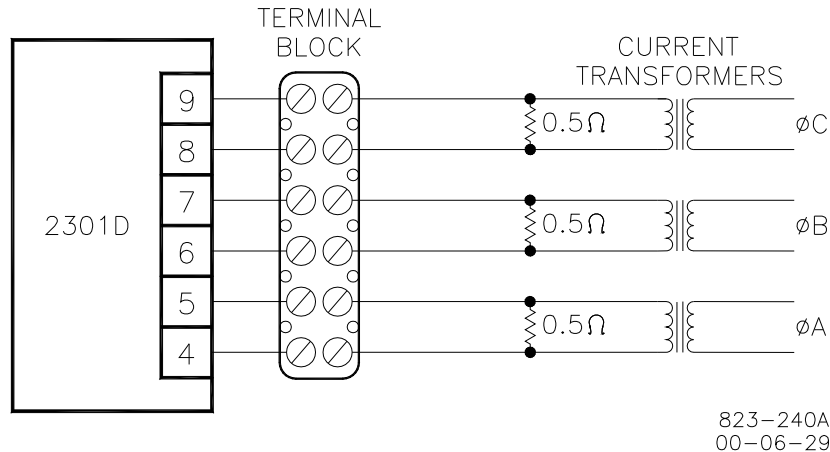 TERMINAL
BLOCK
CURRENT
TRANSFORMERS
2301D
9
8
7
6
5
4
0.5Ω
0.5Ω
0.5Ω
øC
øB
øA
823-240A
00-06-29